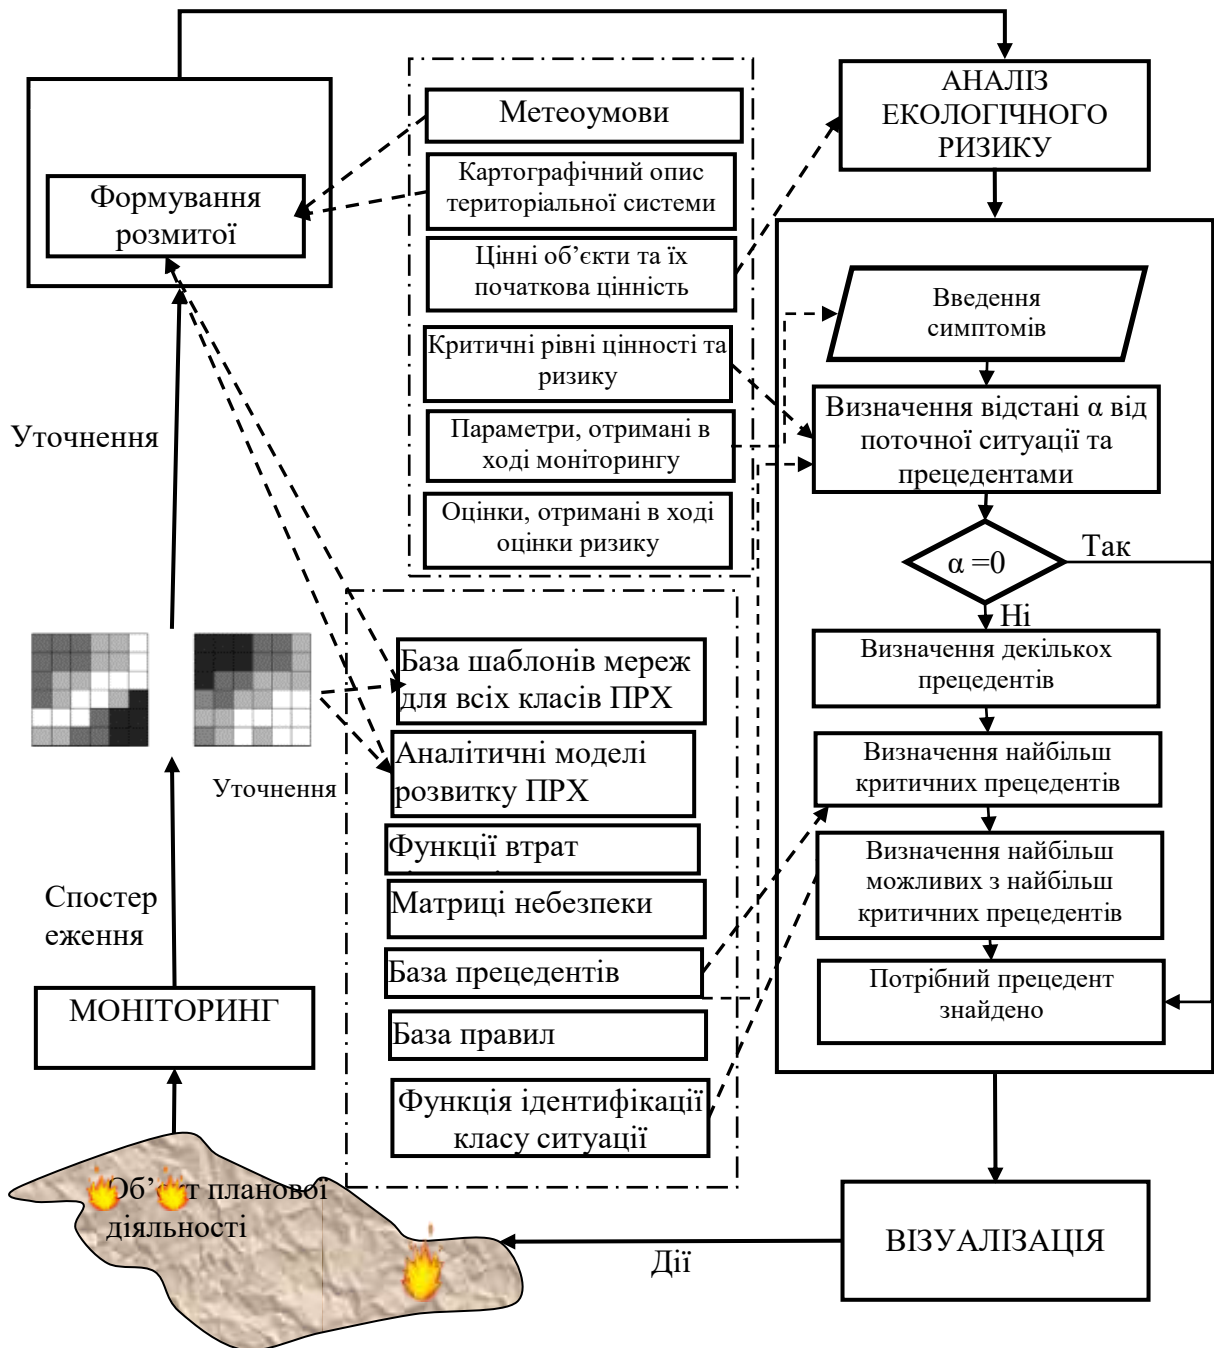 Формування
розмитої
Метеоумови
Картографічний опис
територіальної системи
Цінні об’єкти та їх
початкова цінність
Критичні рівні цінності та
ризику
Параметри, отримані в
ході моніторингу
Оцінки, отримані в ході
оцінки ризику
АНАЛІЗ
ЕКОЛОГІЧНОГО
РИЗИКУ
Введення
симптомів
Визначення відстані α від
поточної ситуації та
прецедентами
α =0
Так
Ні
Визначення декількох
прецедентів
Визначення найбільш
критичних прецедентів
Визначення найбільш
можливих з найбільш
критичних прецедентів
Потрібний прецедент
знайдено
Уточнення
Уточнення
База шаблонів мереж
для всіх класів ПРХ
Аналітичні моделі
розвитку ПРХ
Функції втрат
Матриці небезпеки
База прецедентів
База правил
Функція ідентифікації
класу ситуації
Спостер
еження
МОНІТОРИНГ
Об’єкт планової
діяльності
Дії
ВІЗУАЛІЗАЦІЯ